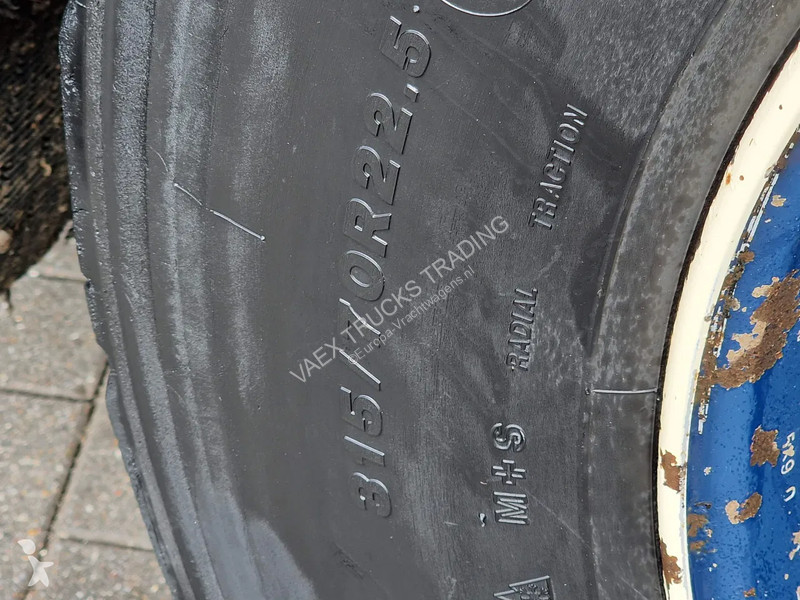 315/70R22.5
M+S RADIAL TRACTION
VAEX TRUCKS TRADING
Europa.Vrachtwagens.nl